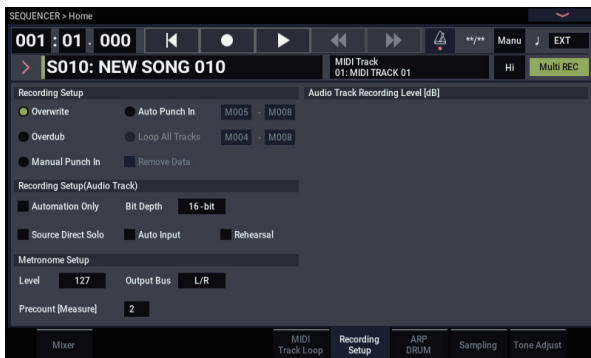 SEQUENCER > Home
001 : 01 . 000
**/** Manu ♩ EXT
S010: NEW SONG 010
MIDI Track
01: MIDI TRACK 01
Hi
Multi REC
Recording Setup
Audio Track Recording Level [dB]
Overwrite
Auto Punch In
M005 - M008
Overdub
Loop All Tracks
M004 - M008
Manual Punch In
Remove Data
Recording Setup(Audio Track)
Automation Only
Bit Depth
16-bit
Source Direct Solo
Auto Input
Rehearsal
Metronome Setup
Level
127
Output Bus
L/R
Precount [Measure]
2
Mixer
MIDI
Track Loop
Recording
Setup
ARP
DRUM
Sampling
Tone Adjust